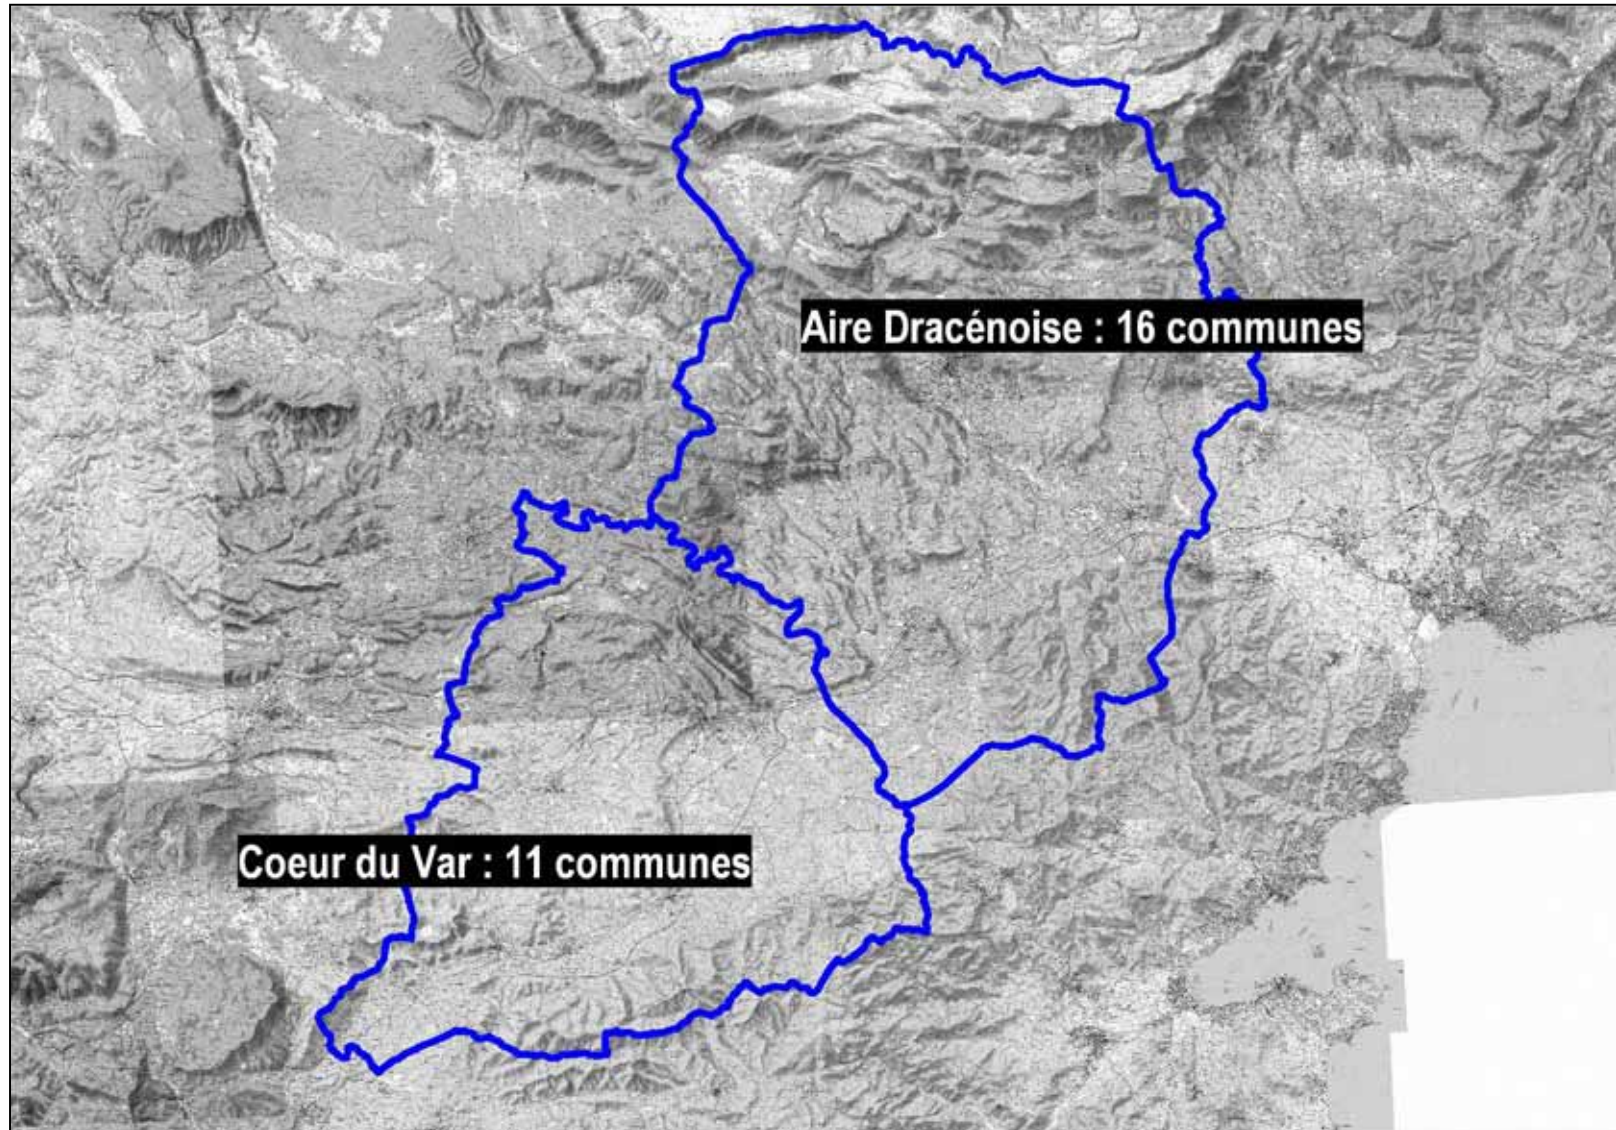 Aire Dracénoise : 16 communes
Coeur du Var : 11 communes